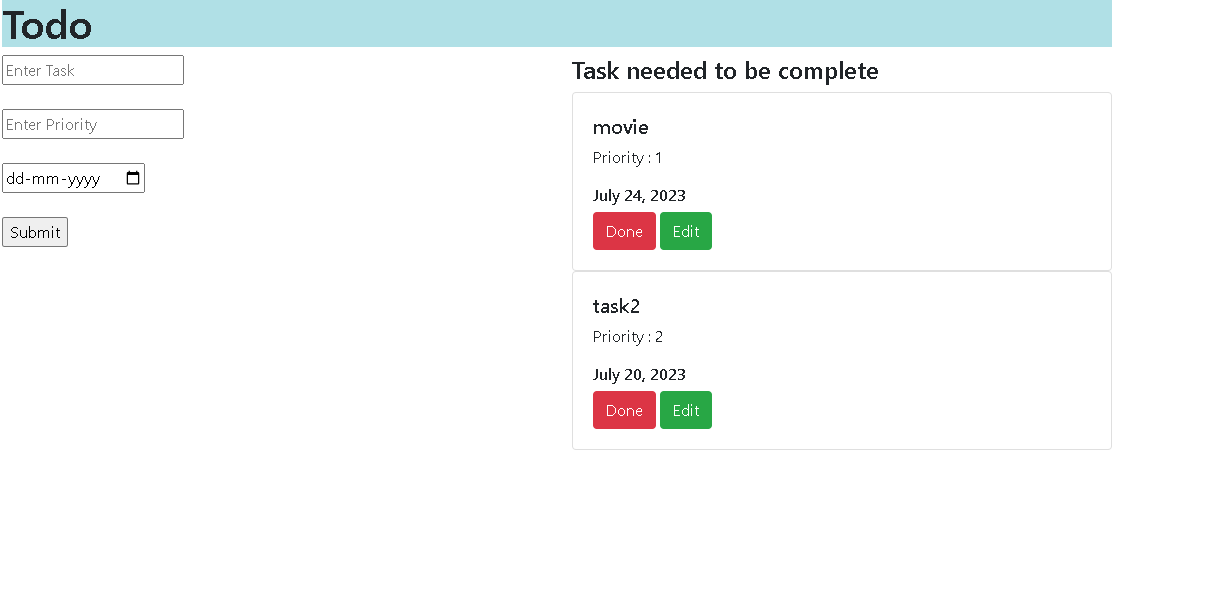 Todo
Enter Task
Enter Priority
dd-mm-yyyy
Submit
Task needed to be complete
movie
Priority : 1
July 24, 2023
Done Edit
task2
Priority : 2
July 20, 2023
Done Edit